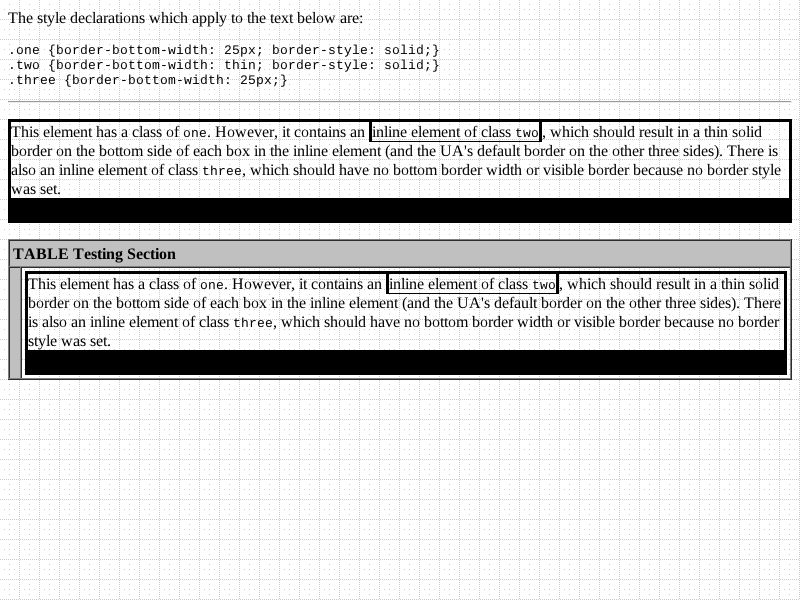 The style declarations which apply to the text below are:
.one {border-bottom-width: 25px; border-style: solid;}
.two {border-bottom-width: thin; border-style: solid;}
.three {border-bottom-width: 25px;}
This element has a class of one. However, it contains an inline element of class two, which should result in a thin solid
border on the bottom side of each box in the inline element (and the UA's default border on the other three sides). There is
also an inline element of class three, which should have no bottom border width or visible border because no border style
was set.
TABLE Testing Section
This element has a class of one. However, it contains an inline element of class two, which should result in a thin solid
border on the bottom side of each box in the inline element (and the UA's default border on the other three sides). There
is also an inline element of class three, which should have no bottom border width or visible border because no border
style was set.